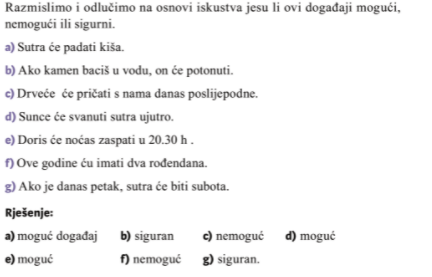 Razmislimo i odlučimo na osnovi iskustva jesu li ovi događaji mogući,
nemogući ili sigurni.
a) Sutra će padati kiša.
b) Ako kamen baciš u vodu, on će potonuti.
c) Drveće će pričati s nama danas poslijepodne.
d) Sunce će svanuti sutra ujutro.
e) Doris će noćas zaspati u 20.30 h .
f) Ove godine ću imati dva rođendana.
g) Ako je danas petak, sutra će biti subota.
Rješenje:
a) moguć događaj b) siguran c) nemoguć d) moguć
e) moguć f) nemoguć g) siguran.